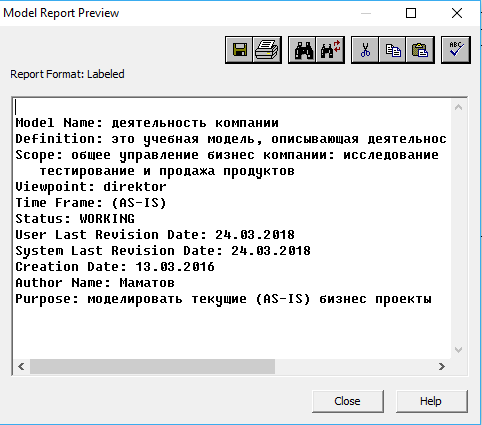 Model Report Preview
ABC
Report Format: Labeled
Model Name: деятельность компании
Definition: это учебная модель, описывающая деятельнос
Scope: общее управление бизнес компании: исследование
тестирование и продажа продуктов
Viewpoint: direktor
Time Frame: (AS-IS)
Status: WORKING
User Last Revision Date: 24.03.2018
System Last Revision Date: 24.03.2018
Creation Date: 13.03.2016
Author Name: Маматов
Purpose: моделировать текущие (AS-IS) бизнес проекты
Close Help